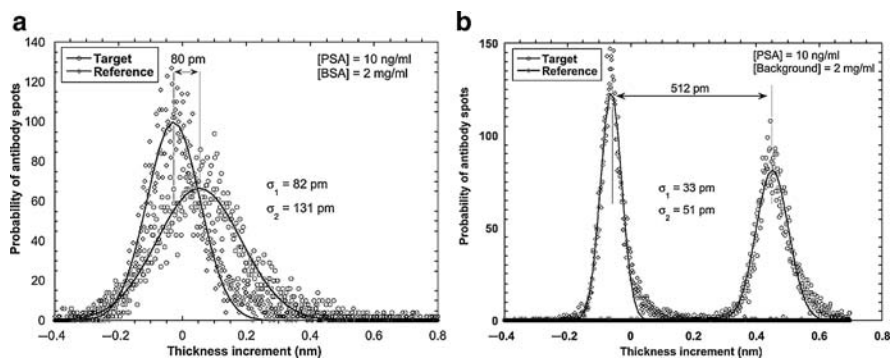 a
140
120
100
80
60
40
20
0
Probability of antibody spots
Target
Reference
80 pm
[PSA] = 10 ng/ml
[BSA] = 2 mg/ml
σ1 = 82 pm
σ2 = 131 pm
−0.4 −0.2 0 0.2 0.4 0.6 0.8
Thickness increment (nm)
b
150
100
50
0
Probability of antibody spots
Target
Reference
[PSA] = 10 ng/ml
[Background] = 2 mg/ml
512 pm
σ1 = 33 pm
σ2 = 51 pm
−0.4 −0.2 0 0.2 0.4 0.6 0.8
Thickness increment (nm)